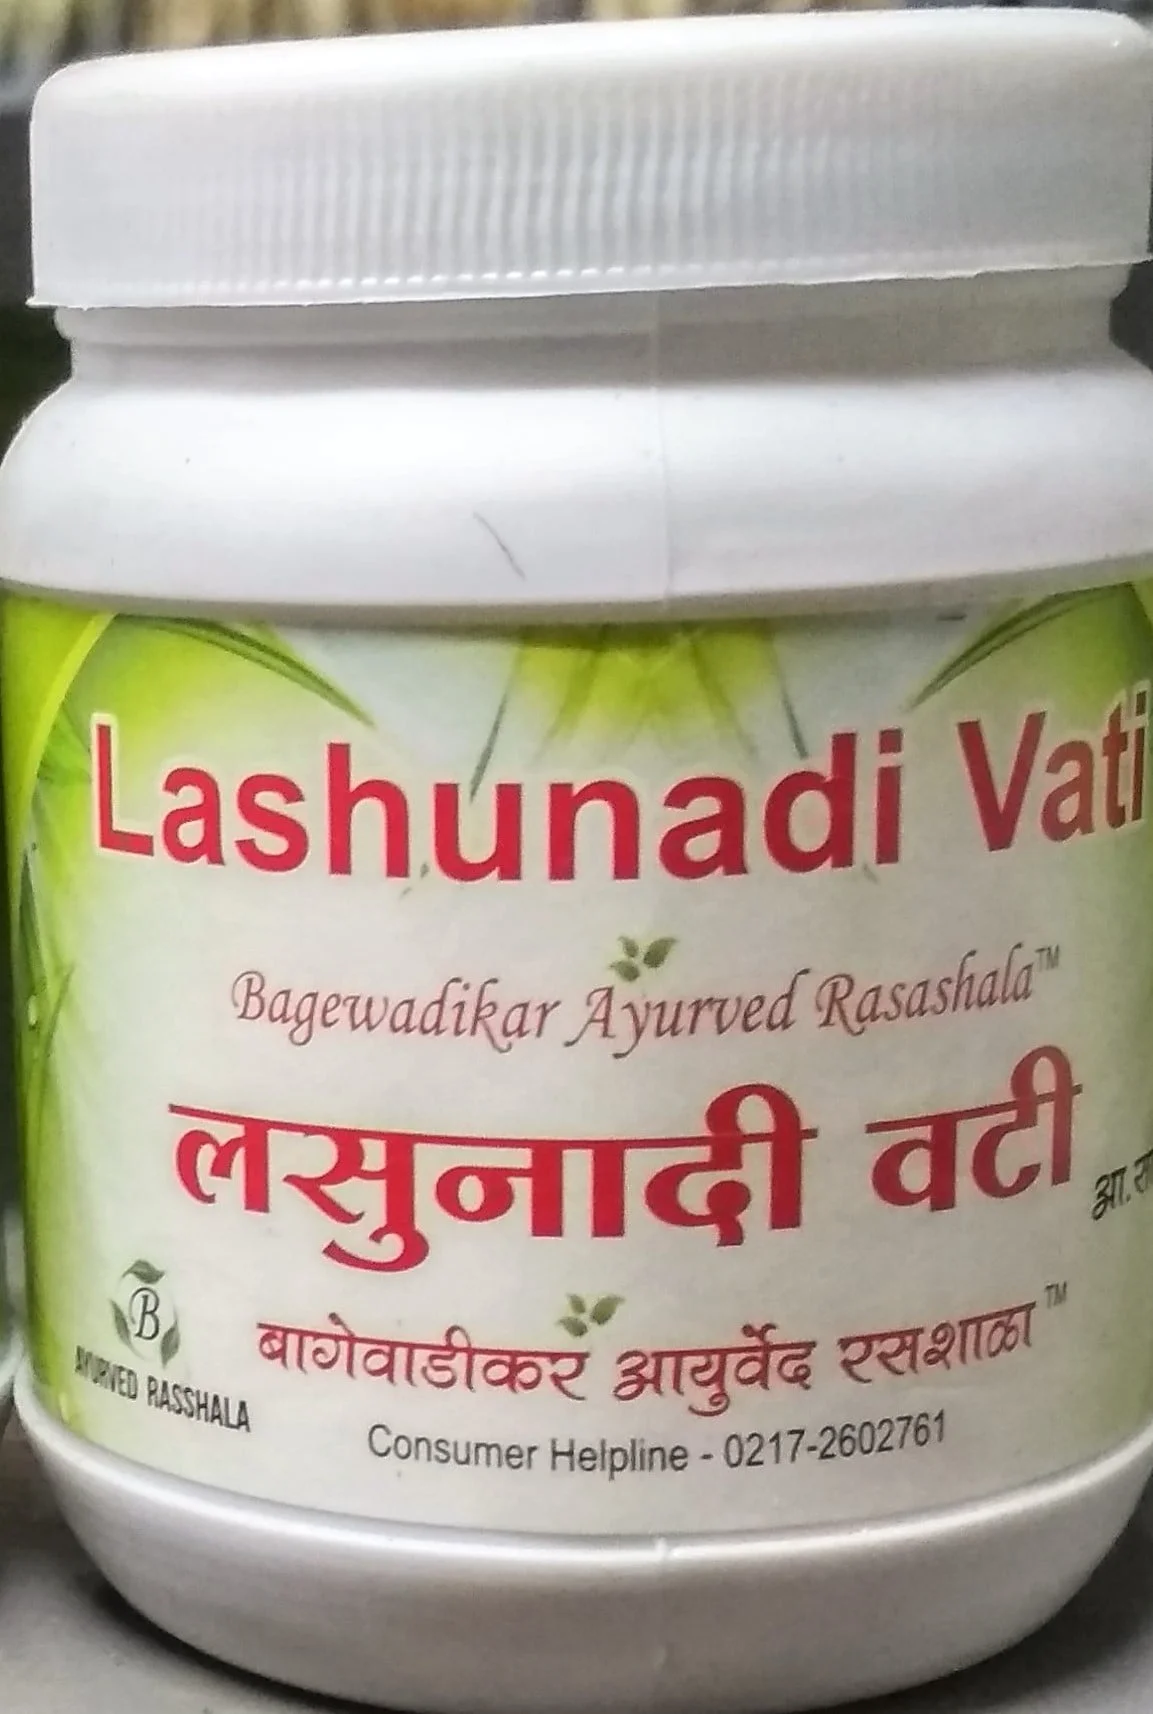 Lashunadi Vati
Bagewadikar Ayurved Rasashala™
लसुनादी वटी
आ.
B
AYURVED RASSHALA
बागेवाडीकर आयुर्वेद रसशाळा™
Consumer Helpline - 0217-2602761